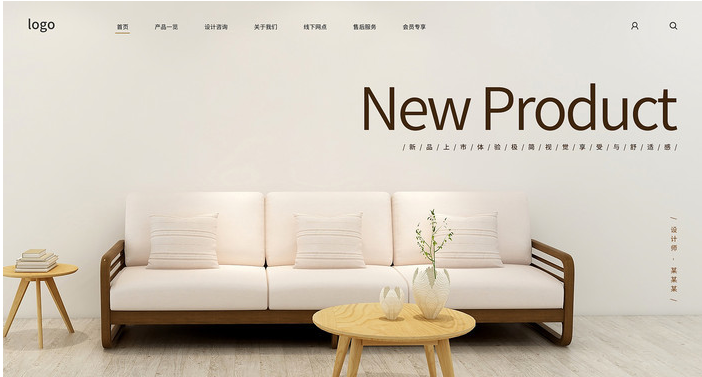 logo
首页 产品一览 设计咨询 关于我们 线下网点 售后服务 会员专享
New Product
/ 新 / 品 / 上 / 市 / 体 / 验 / 极 / 简 / 视 / 觉 / 享 / 受 / 与 / 舒 / 适 / 感 /
/ 设计师 · 某某某 /